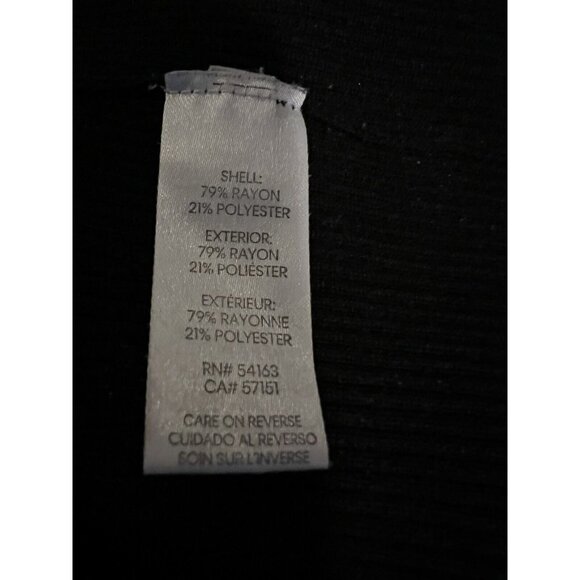 SHELL:
79% RAYON
21% POLYESTER
EXTERIOR:
79% RAYON
21% POLIÉSTER
EXTÉRIEUR:
79% RAYONNE
21% POLYESTER
RN# 54163
CA# 57151
CARE ON REVERSE
CUIDADO AL REVERSO
SOIN SUR L'INVERSE